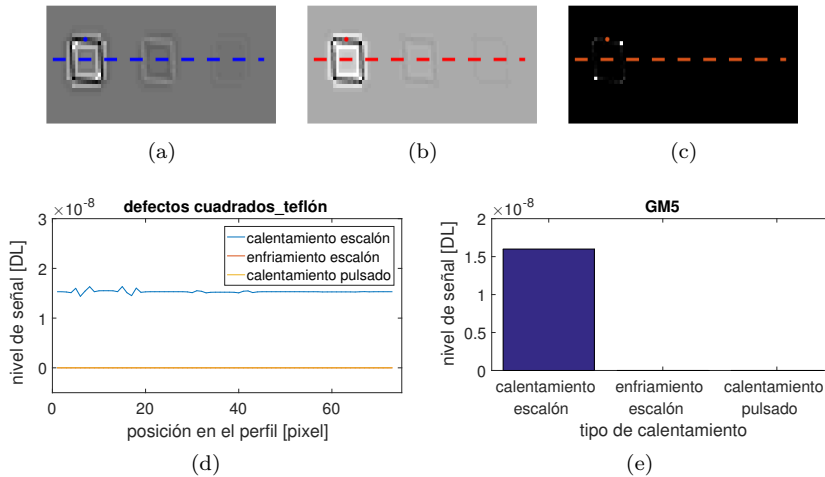 (a)
(b)
(c)
defectos cuadrados_teflón
×10⁻⁸
3
2
1
0
nivel de señal [DL]
calentamiento escalón
enfriamiento escalón
calentamiento pulsado
0
20
40
60
posición en el perfil [pixel]
(d)
GM5
×10⁻⁸
2
1.5
1
0.5
0
nivel de señal [DL]
calentamiento escalón
enfriamiento escalón
calentamiento pulsado
tipo de calentamiento
(e)